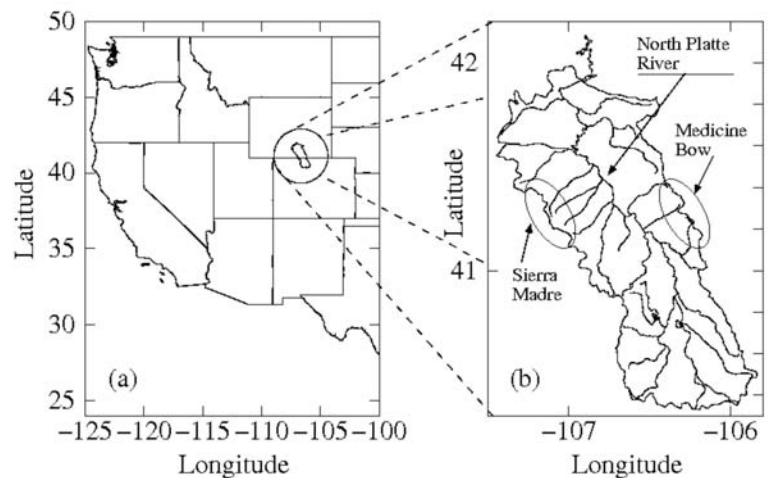 50
45
40
35
30
25
Latitude
(a)
−125 −120 −115 −110 −105 −100
Longitude
42
41
Latitude
North Platte
River
Medicine
Bow
Sierra
Madre
(b)
−107
−106
Longitude